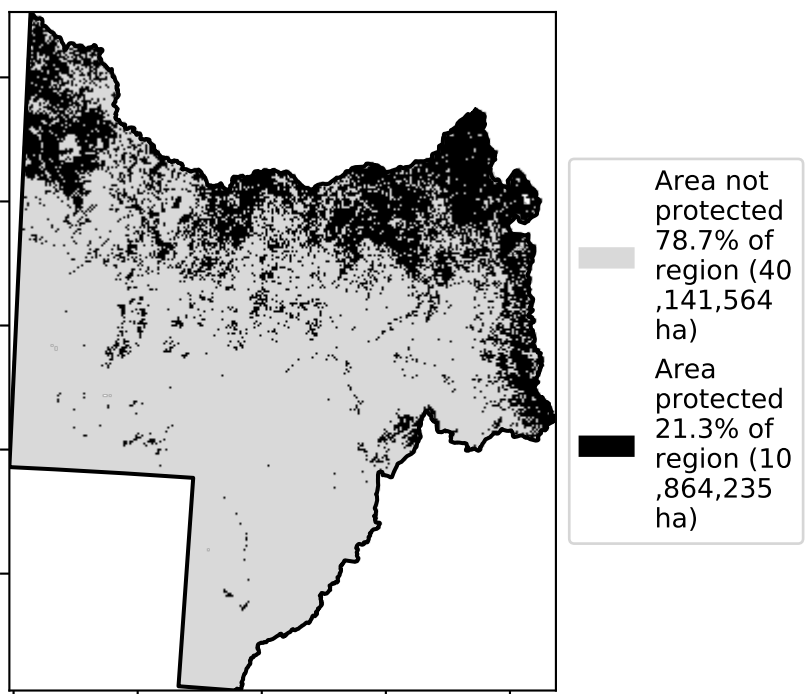 Area not
protected
78.7% of
region (40
,141,564
ha)
Area
protected
21.3% of
region (10
,864,235
ha)